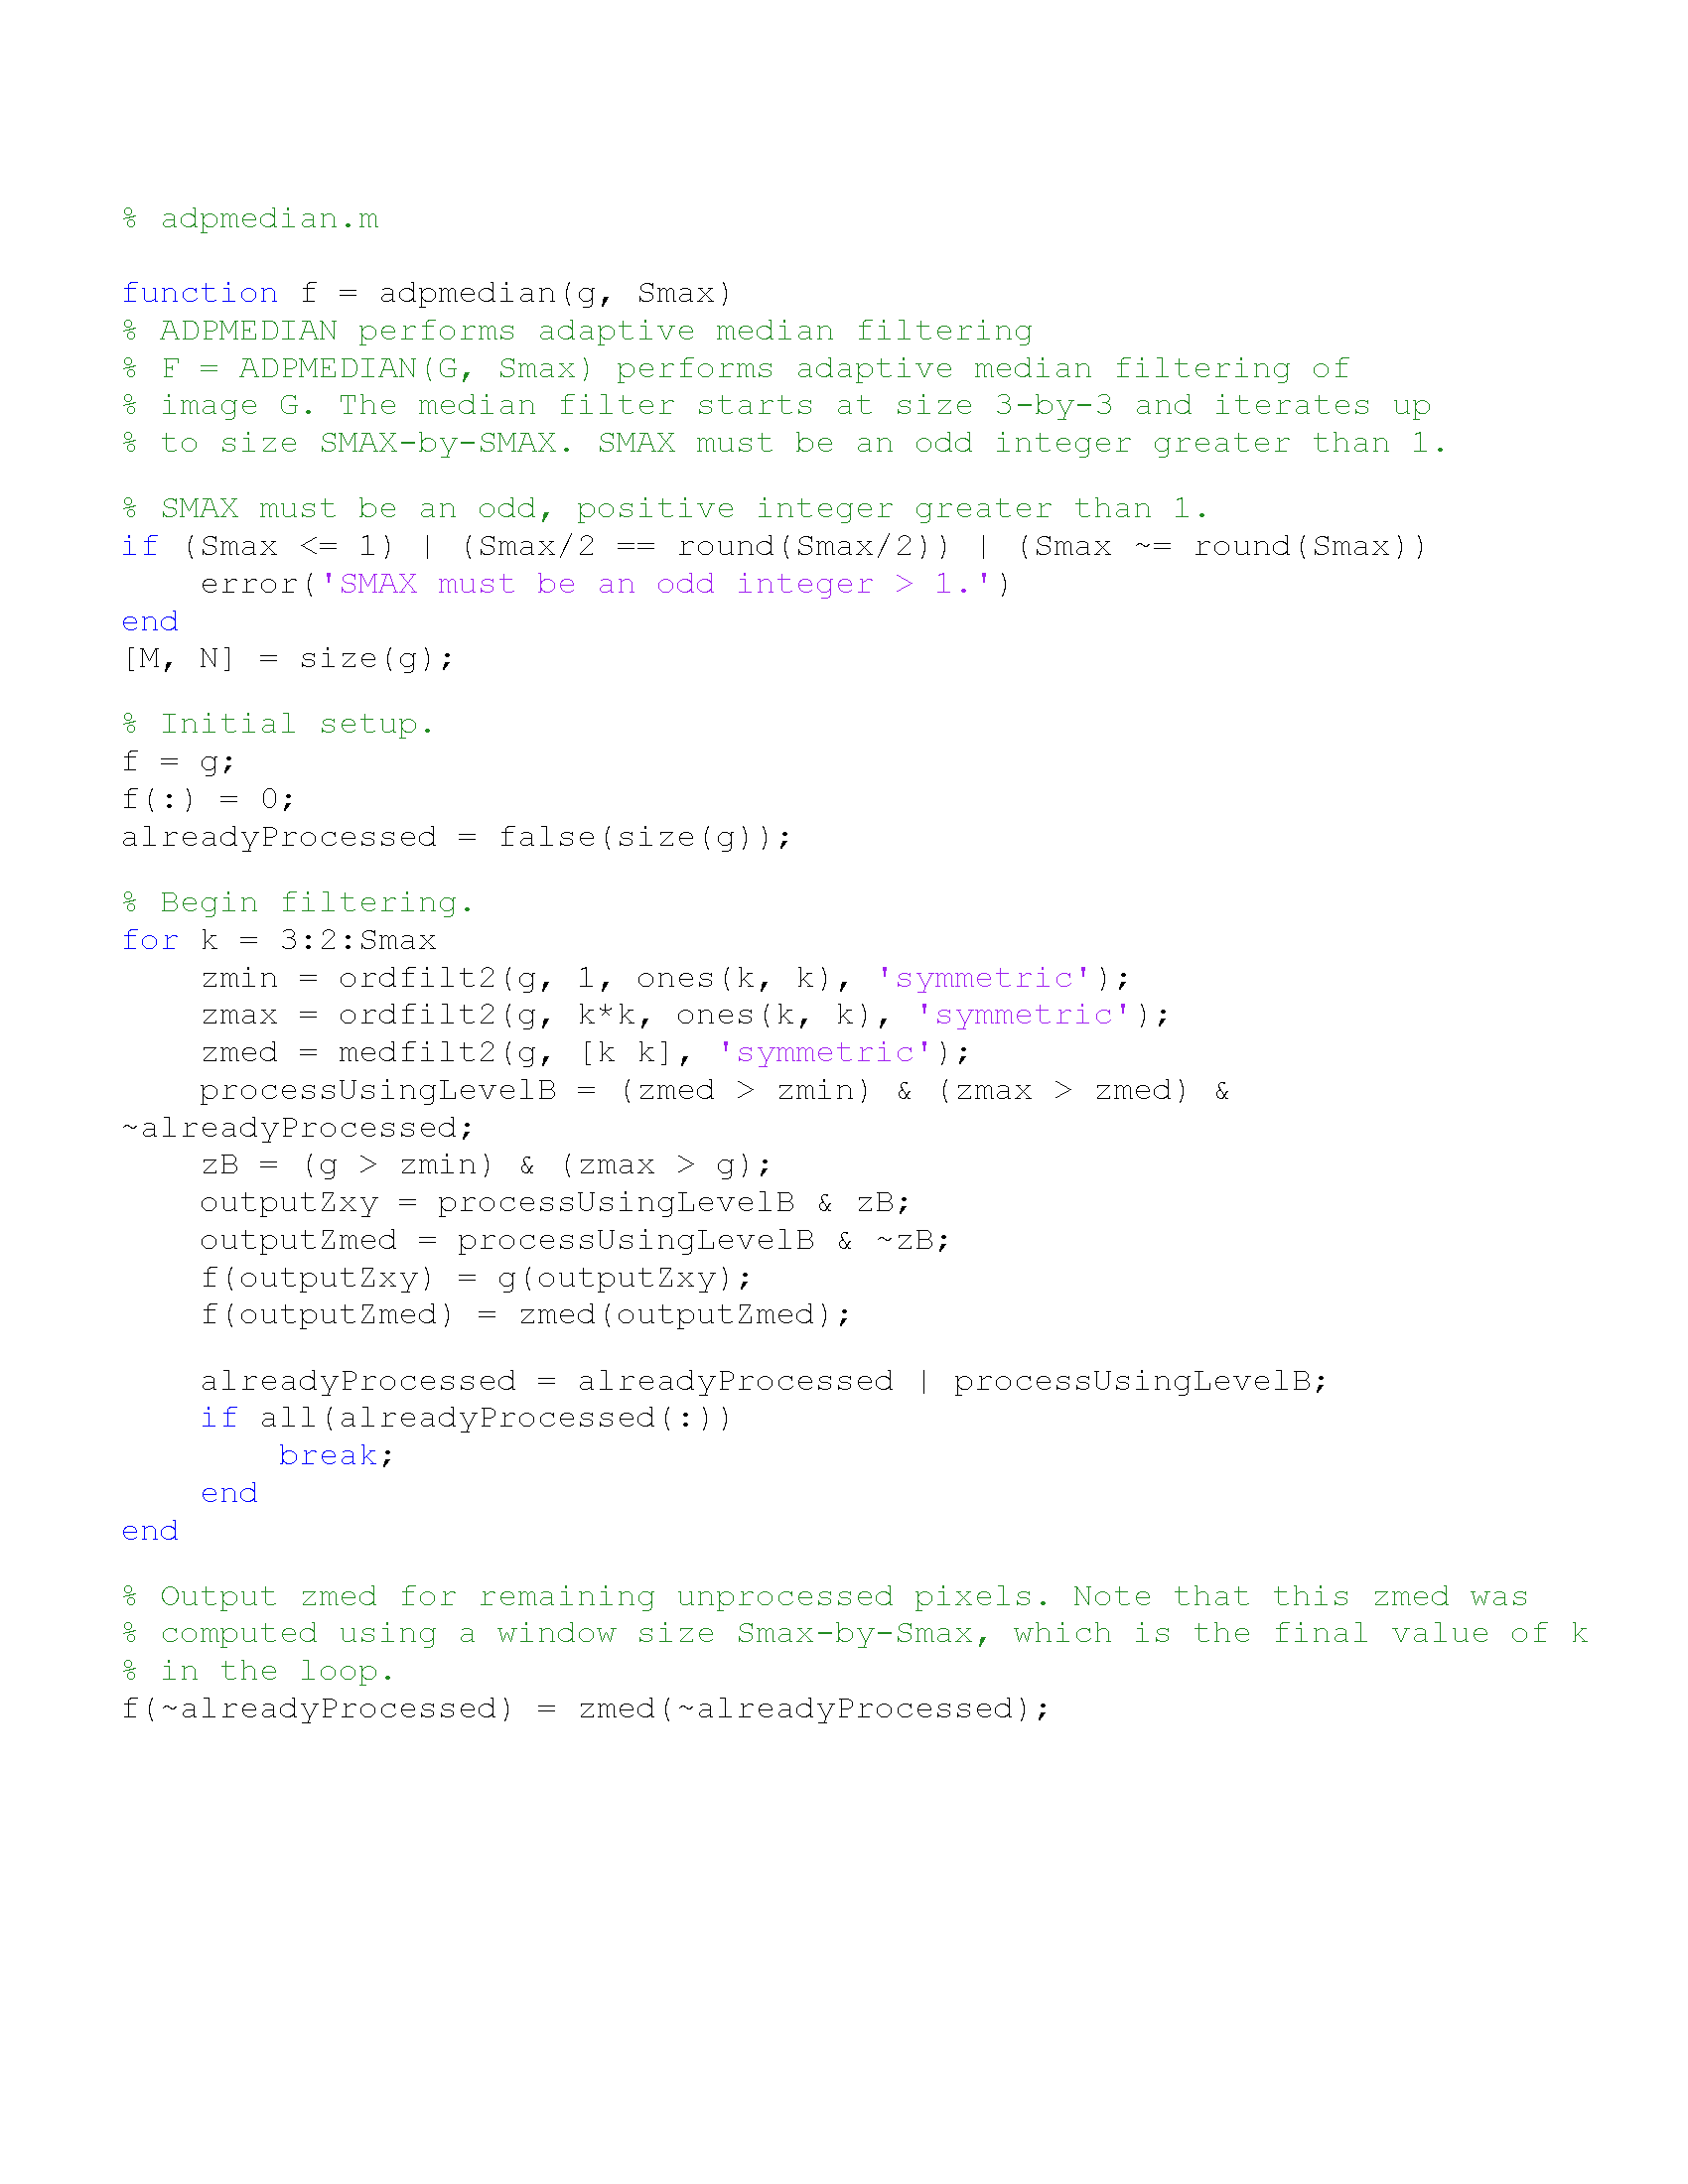 % adpmedian.m
function f = adpmedian(g, Smax)
% ADPMEDIAN performs adaptive median filtering
% F = ADPMEDIAN(G, Smax) performs adaptive median filtering of
% image G. The median filter starts at size 3-by-3 and iterates up
% to size SMAX-by-SMAX. SMAX must be an odd integer greater than 1.
% SMAX must be an odd, positive integer greater than 1.
if (Smax <= 1) | (Smax/2 == round(Smax/2)) | (Smax ~= round(Smax))
    error('SMAX must be an odd integer > 1.')
end
[M, N] = size(g);
% Initial setup.
f = g;
f(:) = 0;
alreadyProcessed = false(size(g));
% Begin filtering.
for k = 3:2:Smax
    zmin = ordfilt2(g, 1, ones(k, k), 'symmetric');
    zmax = ordfilt2(g, k*k, ones(k, k), 'symmetric');
    zmed = medfilt2(g, [k k], 'symmetric');
    processUsingLevelB = (zmed > zmin) & (zmax > zmed) &
~alreadyProcessed;
    zB = (g > zmin) & (zmax > g);
    outputZxy = processUsingLevelB & zB;
    outputZmed = processUsingLevelB & ~zB;
    f(outputZxy) = g(outputZxy);
    f(outputZmed) = zmed(outputZmed);
    alreadyProcessed = alreadyProcessed | processUsingLevelB;
    if all(alreadyProcessed(:))
        break;
    end
end
% Output zmed for remaining unprocessed pixels. Note that this zmed was
% computed using a window size Smax-by-Smax, which is the final value of k
% in the loop.
f(~alreadyProcessed) = zmed(~alreadyProcessed);